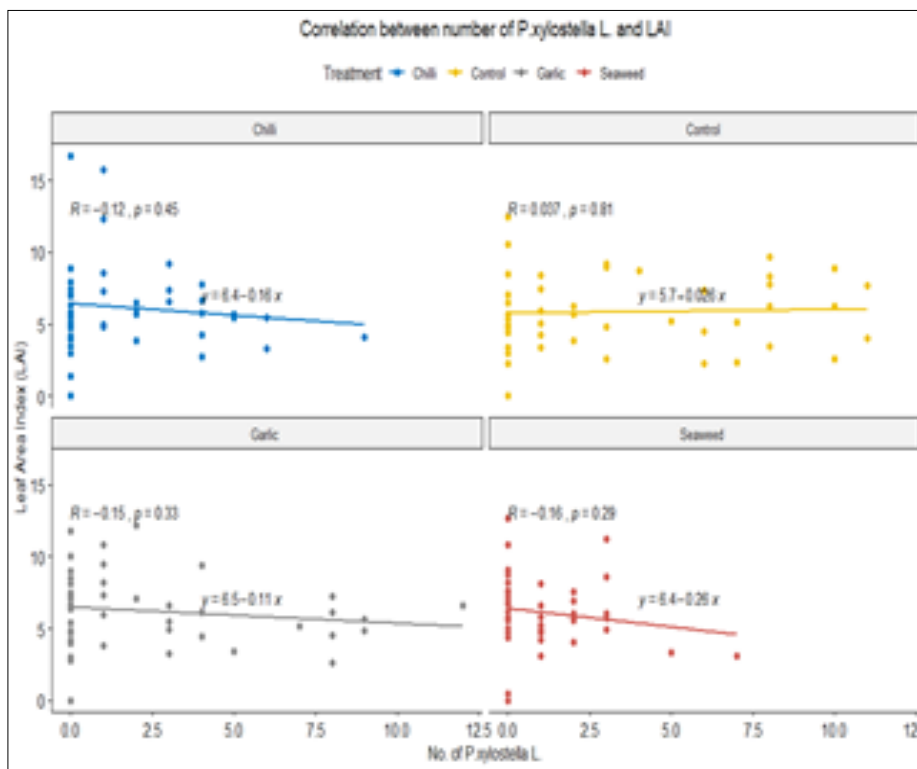 Correlation between number of P.xylostella L. and LAI
Treatment Chilli Control Garlic Seaweed
Chilli
Control
15
10
5
0
R = −0.12 , p = 0.45
y = 6.4−0.16 x
R = 0.037 , p = 0.81
y = 5.7−0.026 x
Garlic
Seaweed
15
10
5
0
R = −0.15 , p = 0.33
y = 6.5−0.11 x
R = −0.16 , p = 0.29
y = 6.4−0.26 x
Leaf Area Index (LAI)
0.0 2.5 5.0 7.5 10.0 12.5
0.0 2.5 5.0 7.5 10.0 12.5
No. of P.xylostella L.